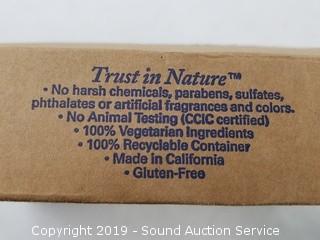 Trust in Nature™
• No harsh chemicals, parabens, sulfates,
phthalates or artificial fragrances and colors.
• No Animal Testing (CCIC certified)
• 100% Vegetarian Ingredients
• 100% Recyclable Container
• Made in California
• Gluten-Free
Copyright 2019 - Sound Auction Service